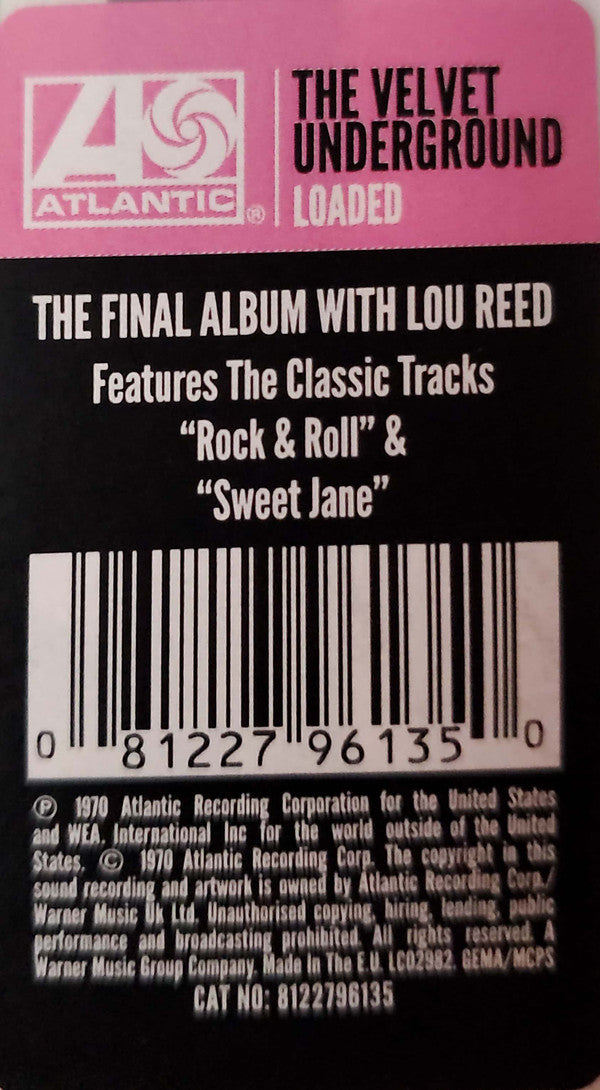 ATLANTIC®
THE VELVET
UNDERGROUND
LOADED
THE FINAL ALBUM WITH LOU REED
Features The Classic Tracks
“Rock & Roll” &
“Sweet Jane”
0 81227 96135 0
℗ 1970 Atlantic Recording Corporation for the United States
and WEA. International Inc for the world outside of the United
States. © 1970 Atlantic Recording Corp. The copyright in this
sound recording and artwork is owned by Atlantic Recording Corp./
Warner Music Uk Ltd. Unauthorised copying, hiring, lending, public
performance and broadcasting prohibited. All rights reserved. A
Warner Music Group Company. Made In The E.U. LC02982. GEMA/MCPS
CAT NO: 8122796135